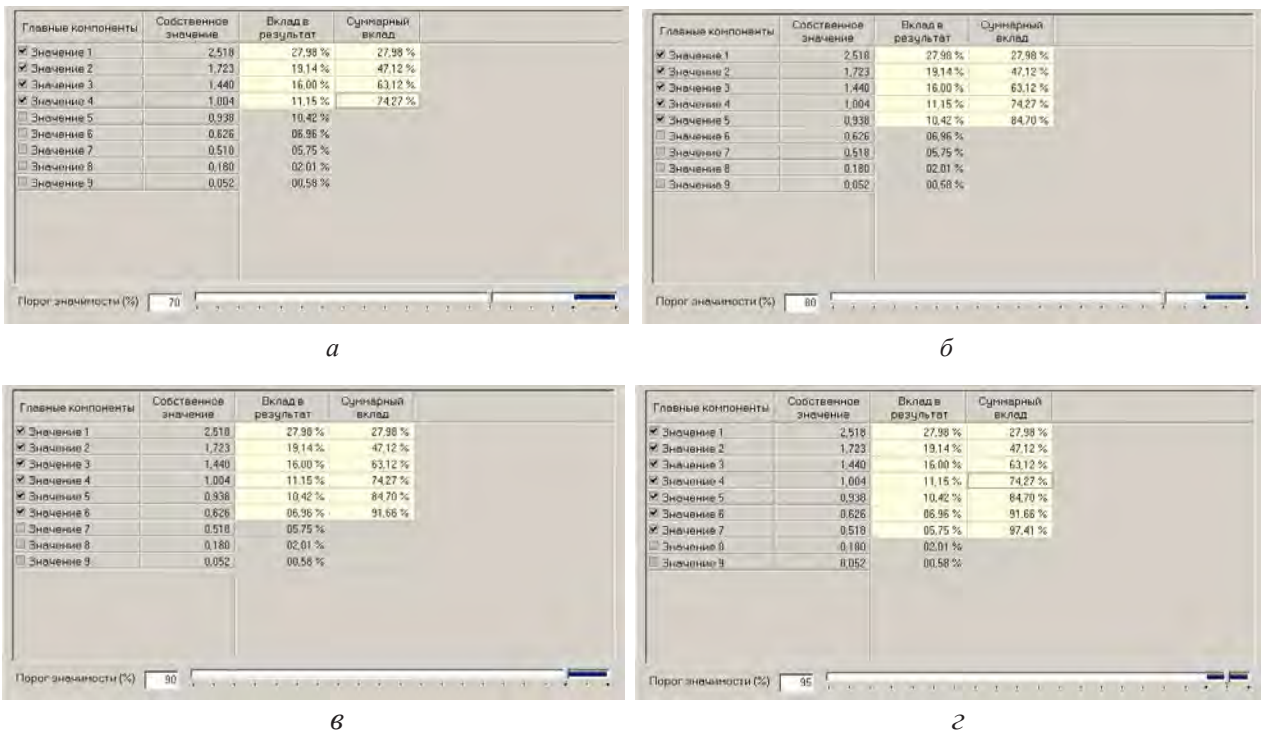 Главные компоненты Собственное значение Вклад в результат Суммарный вклад
Значение 1 2,518 27,98 % 27,98 %
Значение 2 1,723 19,14 % 47,12 %
Значение 3 1,440 16,00 % 63,12 %
Значение 4 1,004 11,15 % 74,27 %
Значение 5 0,938 10,42 %
Значение 6 0,626 06,96 %
Значение 7 0,518 05,75 %
Значение 8 0,180 02,01 %
Значение 9 0,052 00,58 %
Порог значимости (%) 70
а
Главные компоненты Собственное значение Вклад в результат Суммарный вклад
Значение 1 2,518 27,98 % 27,98 %
Значение 2 1,723 19,14 % 47,12 %
Значение 3 1,440 16,00 % 63,12 %
Значение 4 1,004 11,15 % 74,27 %
Значение 5 0,938 10,42 % 84,70 %
Значение 6 0,626 06,96 %
Значение 7 0,518 05,75 %
Значение 8 0,180 02,01 %
Значение 9 0,052 00,58 %
Порог значимости (%) 80
б
Главные компоненты Собственное значение Вклад в результат Суммарный вклад
Значение 1 2,518 27,98 % 27,98 %
Значение 2 1,723 19,14 % 47,12 %
Значение 3 1,440 16,00 % 63,12 %
Значение 4 1,004 11,15 % 74,27 %
Значение 5 0,938 10,42 % 84,70 %
Значение 6 0,626 06,96 % 91,66 %
Значение 7 0,518 05,75 %
Значение 8 0,180 02,01 %
Значение 9 0,052 00,58 %
Порог значимости (%) 90
в
Главные компоненты Собственное значение Вклад в результат Суммарный вклад
Значение 1 2,518 27,98 % 27,98 %
Значение 2 1,723 19,14 % 47,12 %
Значение 3 1,440 16,00 % 63,12 %
Значение 4 1,004 11,15 % 74,27 %
Значение 5 0,938 10,42 % 84,70 %
Значение 6 0,626 06,96 % 91,66 %
Значение 7 0,518 05,75 % 97,41 %
Значение 8 0,180 02,01 %
Значение 9 0,052 00,58 %
Порог значимости (%) 95
г